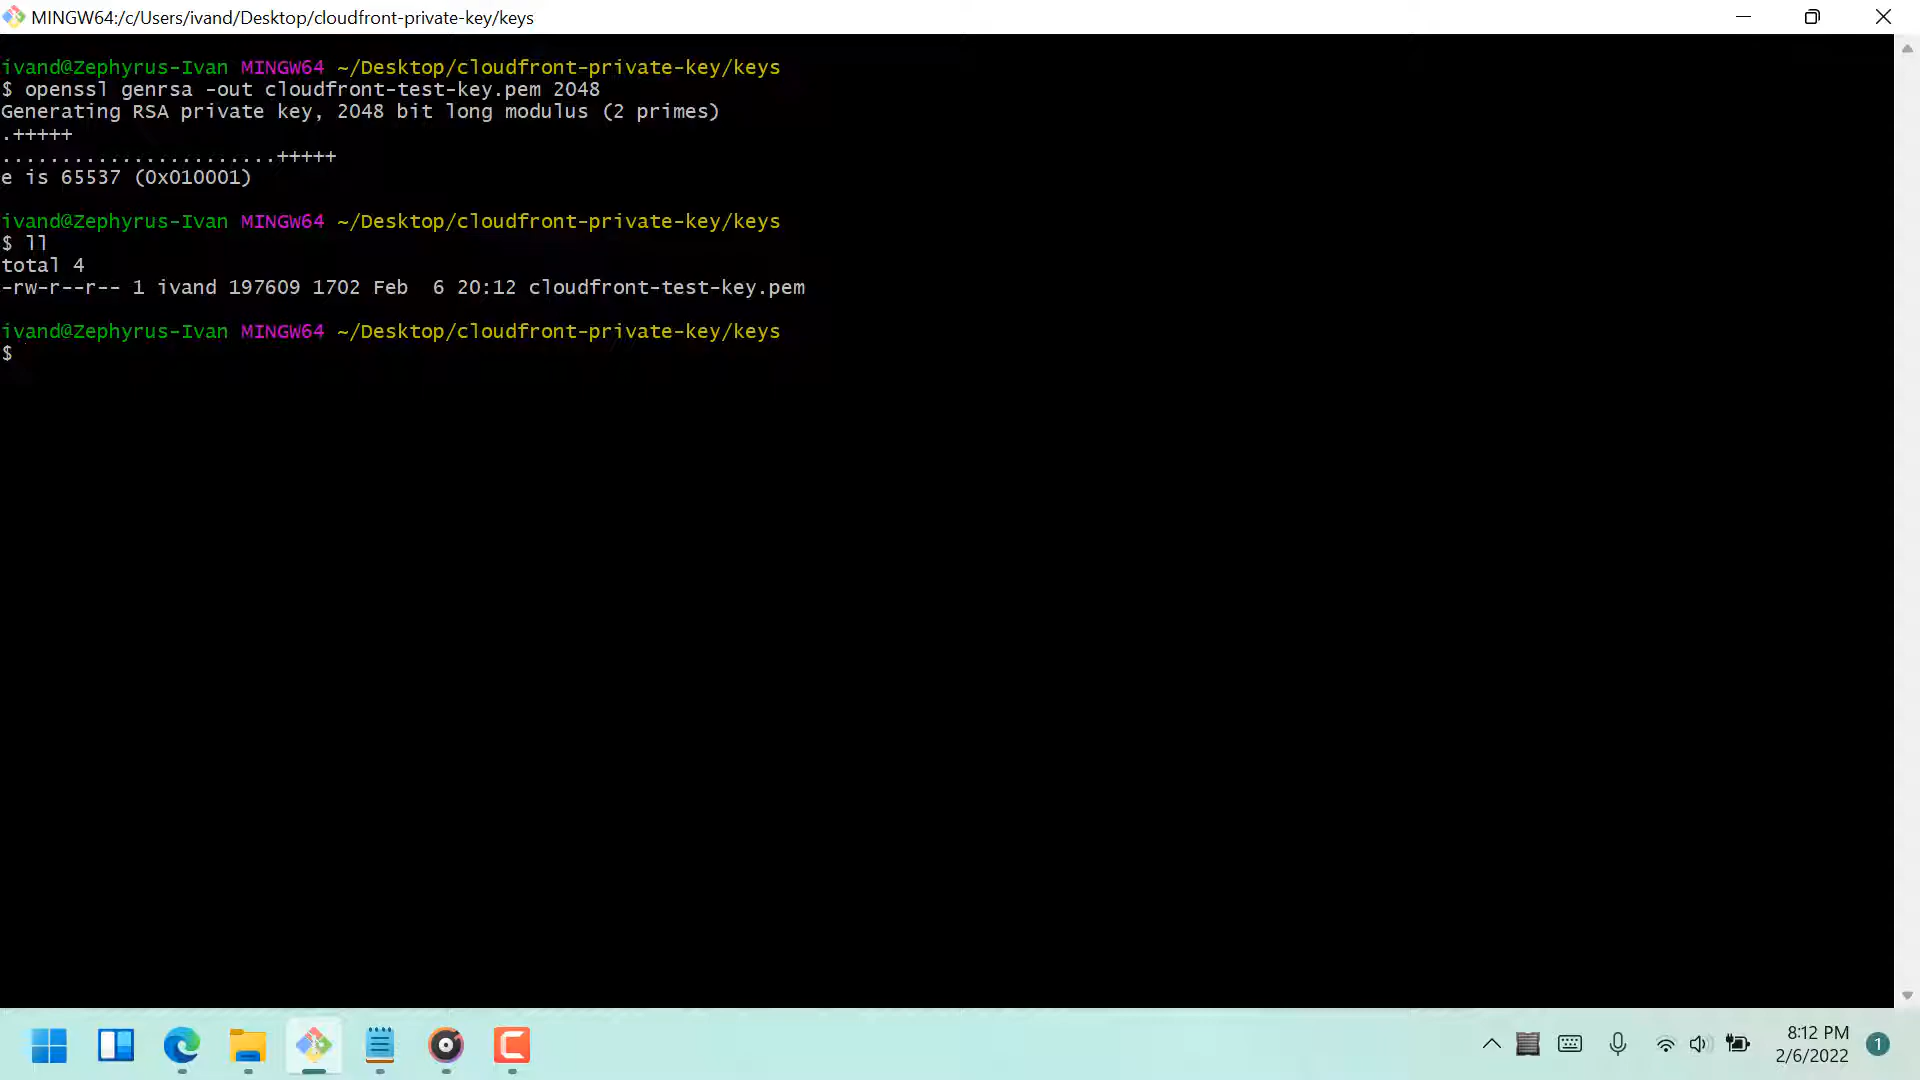 MINGW64:/c/Users/ivand/Desktop/cloudfront-private-key/keys
ivand@Zephyrus-Ivan MINGW64 ~/Desktop/cloudfront-private-key/keys
$ openssl genrsa -out cloudfront-test-key.pem 2048
Generating RSA private key, 2048 bit long modulus (2 primes)
.+++++
.......................+++++
e is 65537 (0x010001)
ivand@Zephyrus-Ivan MINGW64 ~/Desktop/cloudfront-private-key/keys
$ ll
total 4
-rw-r--r-- 1 ivand 197609 1702 Feb  6 20:12 cloudfront-test-key.pem
ivand@Zephyrus-Ivan MINGW64 ~/Desktop/cloudfront-private-key/keys
$
8:12 PM
2/6/2022
1